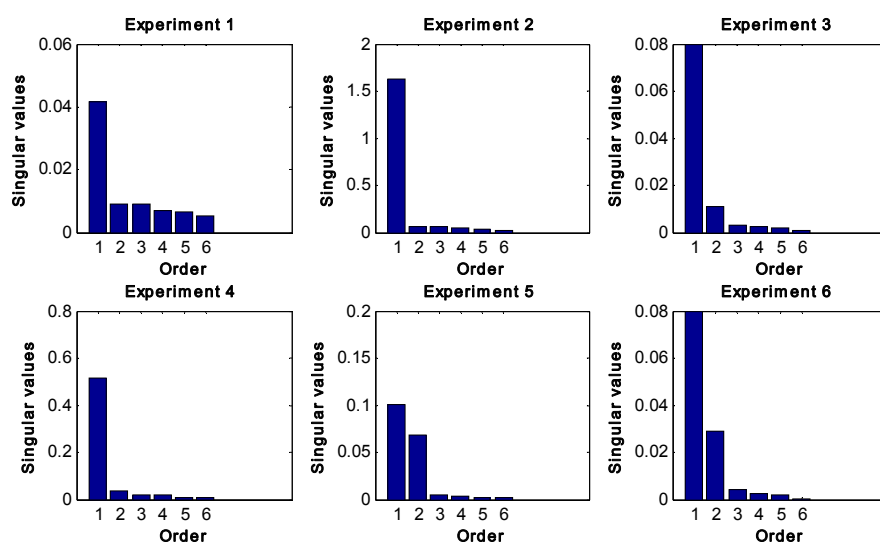 Experiment 1
0.06
0.04
0.02
0
Singular values
1 2 3 4 5 6
Order
Experiment 2
2
1.5
1
0.5
0
Singular values
1 2 3 4 5 6
Order
Experiment 3
0.08
0.06
0.04
0.02
0
Singular values
1 2 3 4 5 6
Order
Experiment 4
0.8
0.6
0.4
0.2
0
Singular values
1 2 3 4 5 6
Order
Experiment 5
0.2
0.15
0.1
0.05
0
Singular values
1 2 3 4 5 6
Order
Experiment 6
0.08
0.06
0.04
0.02
0
Singular values
1 2 3 4 5 6
Order